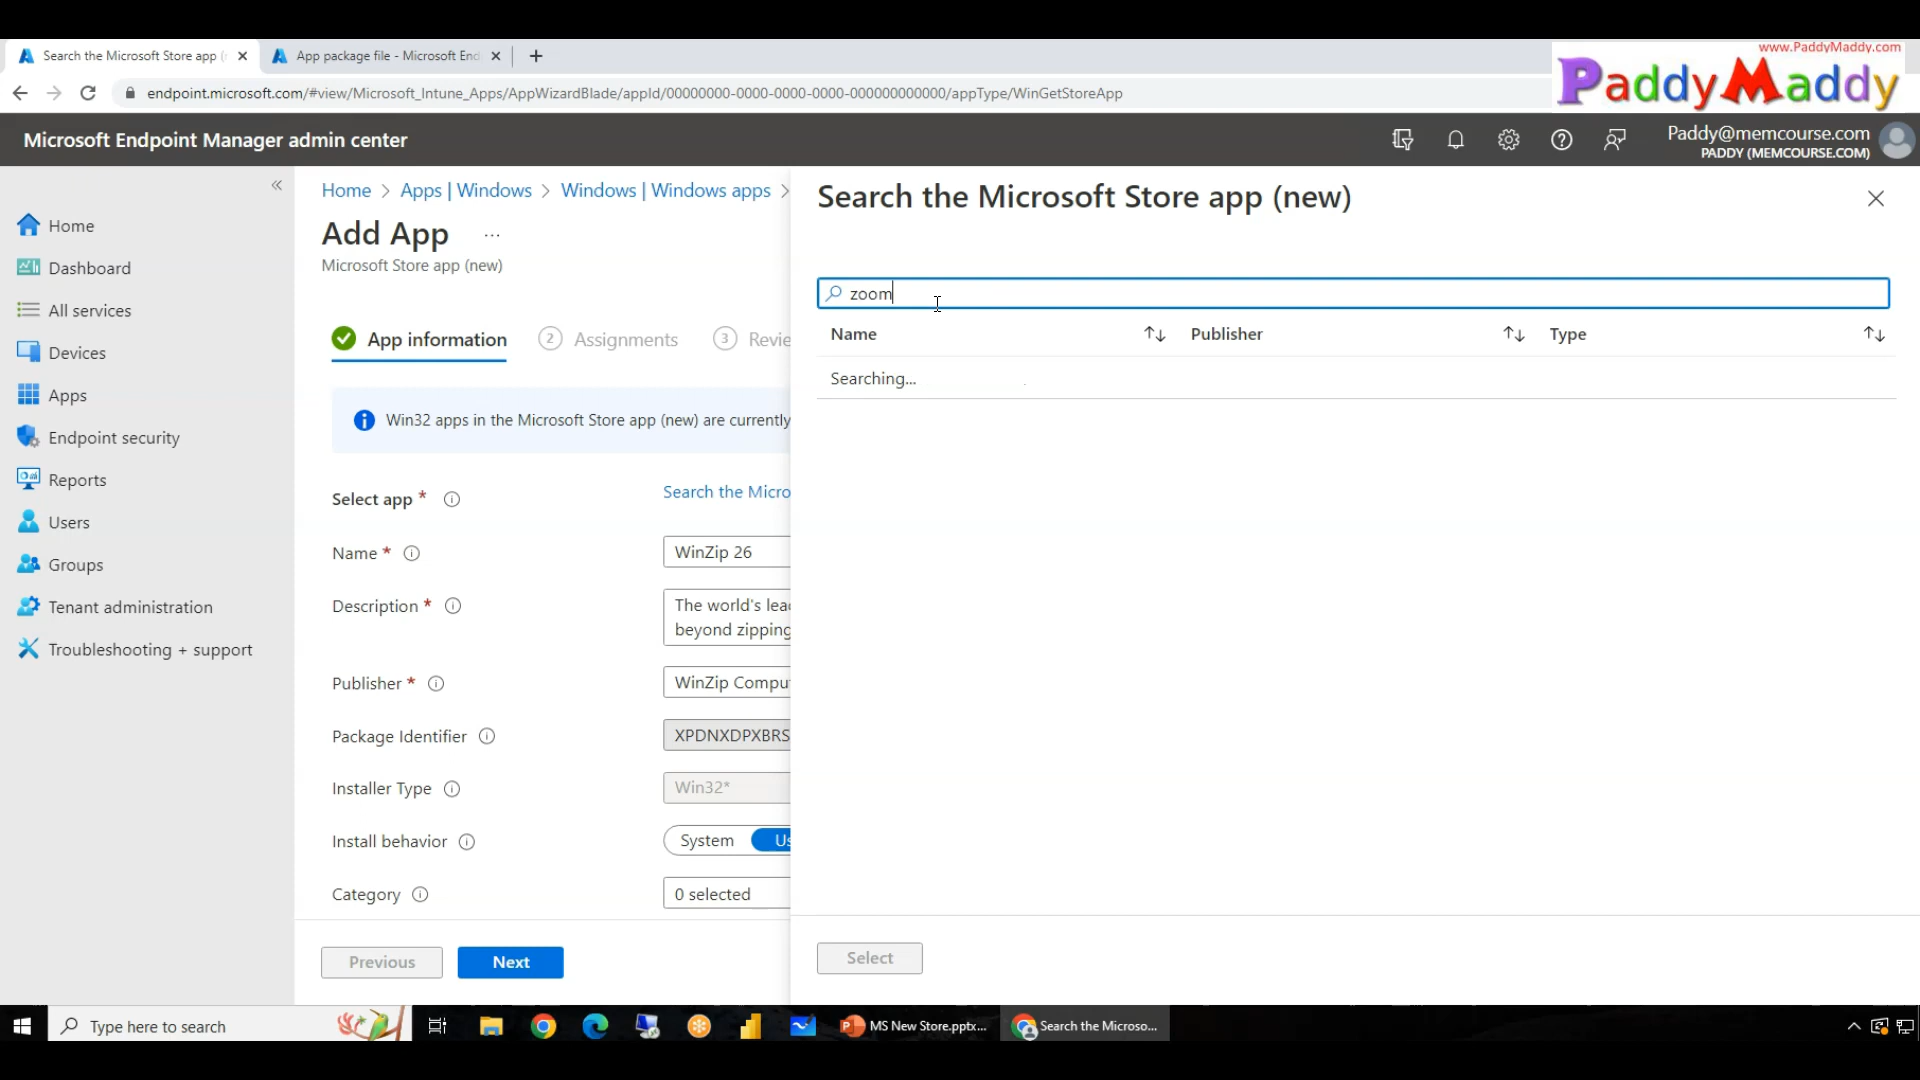 www.PaddyMaddy.com
PaddyMaddy
Search the Microsoft Store app (
App package file - Microsoft End
endpoint.microsoft.com/#view/Microsoft_Intune_Apps/AppWizardBlade/appId/00000000-0000-0000-0000-000000000000/appType/WinGetStoreApp
Microsoft Endpoint Manager admin center
Paddy@memcourse.com
PADDY (MEMCOURSE.COM)
Home
Dashboard
All services
Devices
Apps
Endpoint security
Reports
Users
Groups
Tenant administration
Troubleshooting + support
Home > Apps | Windows > Windows | Windows apps >
Add App ...
Microsoft Store app (new)
App information
2 Assignments
3 Revie
Win32 apps in the Microsoft Store app (new) are currently
Select app *
Search the Micro
Name *
WinZip 26
Description *
The world's lea
beyond zipping
Publisher *
WinZip Compu
Package Identifier
XPDNXDPXBRS
Installer Type
Win32*
Install behavior
System
Us
Category
0 selected
Previous
Next
Search the Microsoft Store app (new)
zoom
Name
Publisher
Type
Searching...
Select
Type here to search
MS New Store.pptx...
Search the Microso...